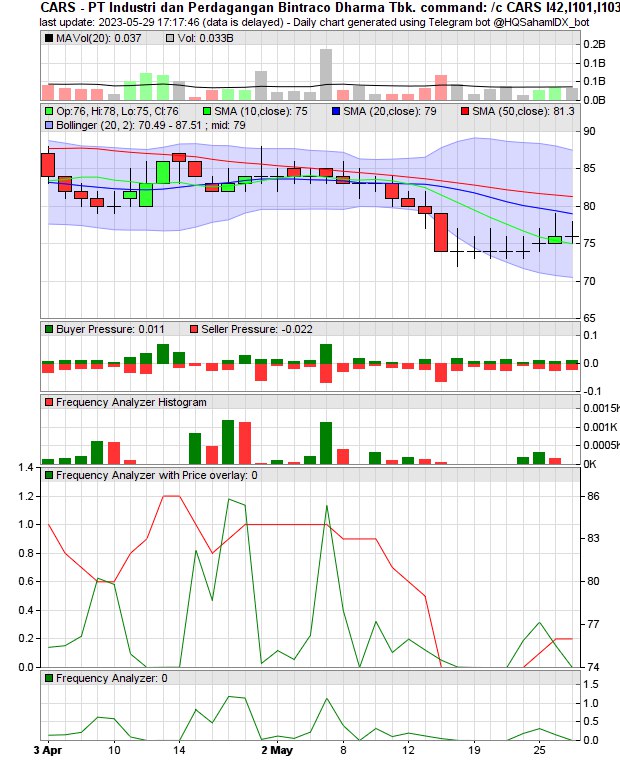 CARS - PT Industri dan Perdagangan Bintraco Dharma Tbk. command: /c CARS I42,I101,I103
last update: 2023-05-29 17:17:46 (data is delayed) - Daily chart generated using Telegram bot @HQSahamIDX_bot
MAVol(20): 0.037 Vol: 0.033B
0.2B
0.1B
0.1B
0.0B
Op:76, Hi:78, Lo:75, Cl:76 SMA (10,close): 75 SMA (20,close): 79 SMA (50,close): 81.3
Bollinger (20, 2): 70.49 - 87.51 ; mid: 79
90
85
80
75
70
65
Buyer Pressure: 0.011 Seller Pressure: -0.022
0.1
0.0
-0.1
Frequency Analyzer Histogram
0.0015K
0.001K
0.0005K
0K
Frequency Analyzer with Price overlay: 0
1.4
1.2 86
1.0 83
0.8
0.6 80
0.4
0.2 77
0.0 74
Frequency Analyzer: 0
1.5
1.0
0.5
0.0
3 Apr 10 14 2 May 8 12 19 25